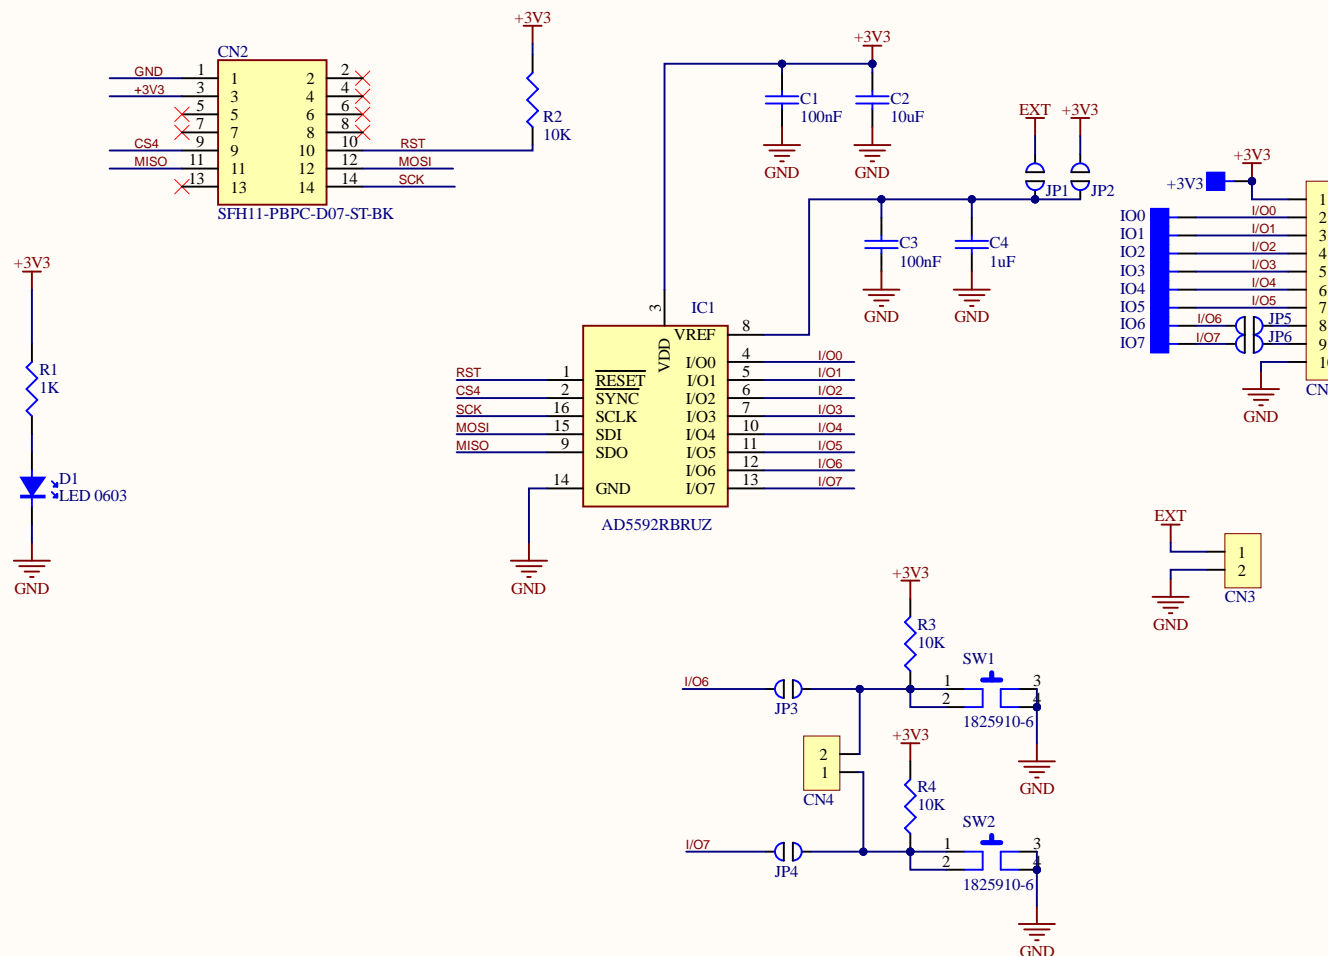 CN2
GND 1 1 2 2
+3V3 3 3 4 4
5 5 6 6
7 7 8 8
CS4 9 9 10 10 RST
MISO 11 11 12 12 MOSI
13 13 14 14 SCK
SFH11-PBPC-D07-ST-BK
+3V3
R2
10K
+3V3
C1
100nF
C2
10uF
GND
GND
EXT
+3V3
JP1
JP2
C3
100nF
C4
1uF
GND
GND
+3V3
+3V3
1
IO0 I/O0 2
IO1 I/O1 3
IO2 I/O2 4
IO3 I/O3 5
IO4 I/O4 6
IO5 I/O5 7
IO6 I/O6 JP5 8
IO7 I/O7 JP6 9
GND
+3V3
R1
1K
D1
LED 0603
GND
IC1
3
VDD
VREF 8
I/O0 4 I/O0
RST 1 RESET I/O1 5 I/O1
CS4 2 SYNC I/O2 6 I/O2
SCK 16 SCLK I/O3 7 I/O3
MOSI 15 SDI I/O4 10 I/O4
MISO 9 SDO I/O5 11 I/O5
I/O6 12 I/O6
14 GND I/O7 13 I/O7
AD5592RBRUZ
GND
EXT
1
2
CN3
GND
+3V3
R3
10K
I/O6
JP3
SW1
1 3
2 4
1825910-6
GND
2
1
CN4
+3V3
R4
10K
I/O7
JP4
SW2
1 3
2 4
1825910-6
GND